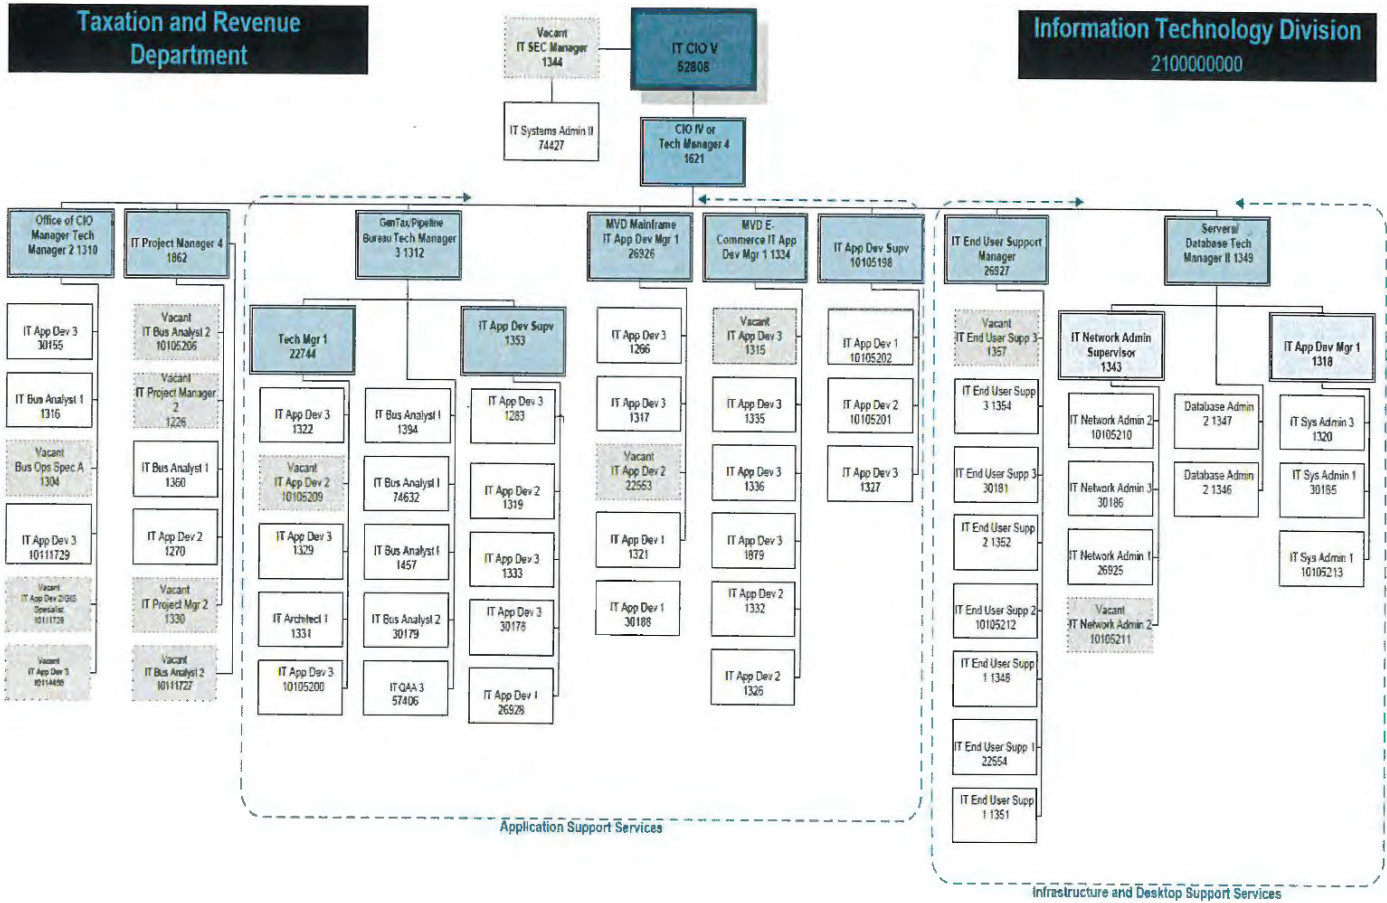 Taxation and Revenue
Department
Information Technology Division
2100000000
Vacant
IT SEC Manager
1344
IT CIO V
52808
IT Systems Admin II
74427
CIO IV or
Tech Manager 4
1621
Office of CIO
Manager Tech
Manager 2 1310
IT Project Manager 4
1862
GenTax/Pipeline
Bureau Tech Manager
3 1312
MVD Mainframe
IT App Dev Mgr 1
26926
MVD E-
Commerce IT App
Dev Mgr 1 1334
IT App Dev Supv
10105198
IT End User Support
Manager
26927
Servers/
Database Tech
Manager II 1349
IT App Dev 3
30155
IT Bus Analyst 1
1316
Vacant
Bus Ops Spec A
1304
IT App Dev 3
10111729
Vacant
IT App Dev 2/GIS
Specialist
Vacant
IT App Dev 3
Vacant
IT Bus Analyst 2
10105206
Vacant
IT Project Manager
2
1226
IT Bus Analyst 1
1360
IT App Dev 2
1270
Vacant
IT Project Mgr 2
1330
Vacant
IT Bus Analyst 2
10111727
Tech Mgr 1
22744
IT App Dev 3
1322
Vacant
IT App Dev 2
10105209
IT App Dev 3
1329
IT Architect 1
1331
IT App Dev 3
10105200
IT Bus Analyst I
1394
IT Bus Analyst I
74632
IT Bus Analyst I
1457
IT Bus Analyst 2
30179
IT QAA 3
57406
IT App Dev Supv
1353
IT App Dev 3
1283
IT App Dev 2
1319
IT App Dev 3
1333
IT App Dev 3
30178
IT App Dev I
26928
IT App Dev 3
1266
IT App Dev 3
1317
Vacant
IT App Dev 2
22553
IT App Dev 1
1321
IT App Dev 1
30188
Vacant
IT App Dev 3
1315
IT App Dev 3
1335
IT App Dev 3
1336
IT App Dev 3
1879
IT App Dev 2
1332
IT App Dev 2
1326
IT App Dev 1
10105202
IT App Dev 2
10105201
IT App Dev 3
1327
Vacant
IT End User Supp 3
1357
IT End User Supp
3 1354
IT End User Supp 3
30181
IT End User Supp
2 1352
IT End User Supp 2
10105212
IT End User Supp
1 1348
IT End User Supp 1
22554
IT End User Supp
1 1351
IT Network Admin
Supervisor
1343
IT Network Admin 2
10105210
IT Network Admin 3
30186
IT Network Admin 1
26925
Vacant
IT Network Admin 2
10105211
Database Admin
2 1347
Database Admin
2 1346
IT App Dev Mgr 1
1318
IT Sys Admin 3
1320
IT Sys Admin 1
30185
IT Sys Admin 1
10105213
Application Support Services
Infrastructure and Desktop Support Services